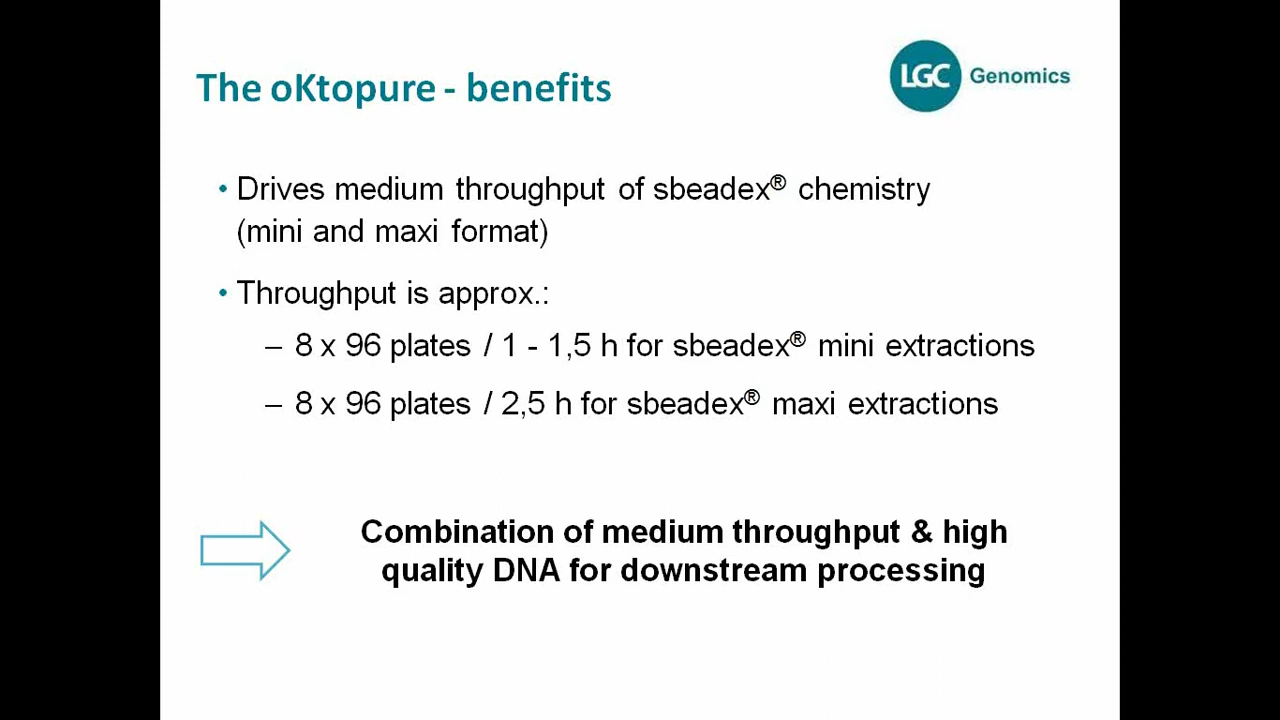 The oKtopure - benefits
LGC Genomics
• Drives medium throughput of sbeadex® chemistry
(mini and maxi format)
• Throughput is approx.:
– 8 x 96 plates / 1 - 1,5 h for sbeadex® mini extractions
– 8 x 96 plates / 2,5 h for sbeadex® maxi extractions
Combination of medium throughput & high
quality DNA for downstream processing